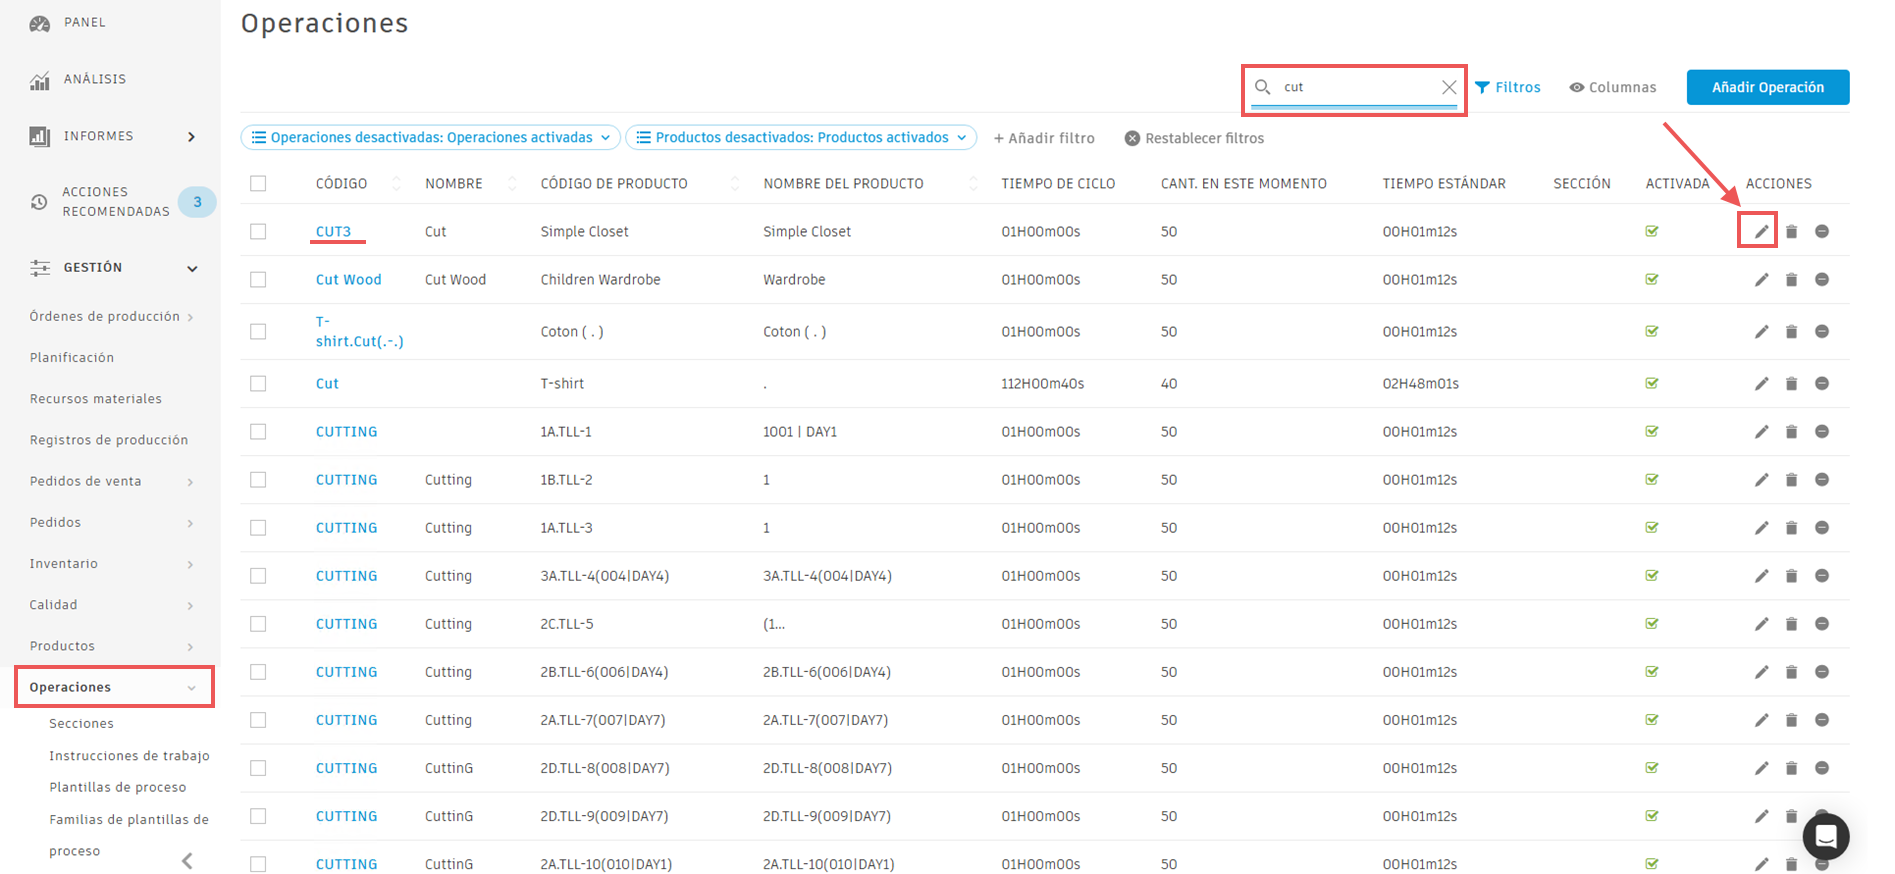 PANEL
ANÁLISIS
INFORMES
ACCIONES
RECOMENDADAS
3
GESTIÓN
Órdenes de producción
Planificación
Recursos materiales
Registros de producción
Pedidos de venta
Pedidos
Inventario
Calidad
Productos
Operaciones
Secciones
Instrucciones de trabajo
Plantillas de proceso
Familias de plantillas de
proceso
Operaciones
cut
Filtros
Columnas
Añadir Operación
Operaciones desactivadas: Operaciones activadas
Productos desactivados: Productos activados
+ Añadir filtro
Restablecer filtros
CÓDIGO NOMBRE CÓDIGO DE PRODUCTO NOMBRE DEL PRODUCTO TIEMPO DE CICLO CANT. EN ESTE MOMENTO TIEMPO ESTÁNDAR SECCIÓN ACTIVADA ACCIONES
CUT3 Cut Simple Closet Simple Closet 01H00m00s 50 00H01m12s
Cut Wood Cut Wood Children Wardrobe Wardrobe 01H00m00s 50 00H01m12s
T-
shirt.Cut(.-.) Coton ( . ) Coton ( . ) 01H00m00s 50 00H01m12s
Cut T-shirt . 112H00m40s 40 02H48m01s
CUTTING 1A.TLL-1 1001 | DAY1 01H00m00s 50 00H01m12s
CUTTING Cutting 1B.TLL-2 1 01H00m00s 50 00H01m12s
CUTTING Cutting 1A.TLL-3 1 01H00m00s 50 00H01m12s
CUTTING Cutting 3A.TLL-4(004|DAY4) 3A.TLL-4(004|DAY4) 01H00m00s 50 00H01m12s
CUTTING Cutting 2C.TLL-5 (1... 01H00m00s 50 00H01m12s
CUTTING Cutting 2B.TLL-6(006|DAY4) 2B.TLL-6(006|DAY4) 01H00m00s 50 00H01m12s
CUTTING Cutting 2A.TLL-7(007|DAY7) 2A.TLL-7(007|DAY7) 01H00m00s 50 00H01m12s
CUTTING CuttinG 2D.TLL-8(008|DAY7) 2D.TLL-8(008|DAY7) 01H00m00s 50 00H01m12s
CUTTING CuttinG 2D.TLL-9(009|DAY7) 2D.TLL-9(009|DAY7) 01H00m00s 50 00H01m12s
CUTTING CuttinG 2A.TLL-10(010|DAY1) 2A.TLL-10(010|DAY1) 01H00m00s 50 00H01m12s